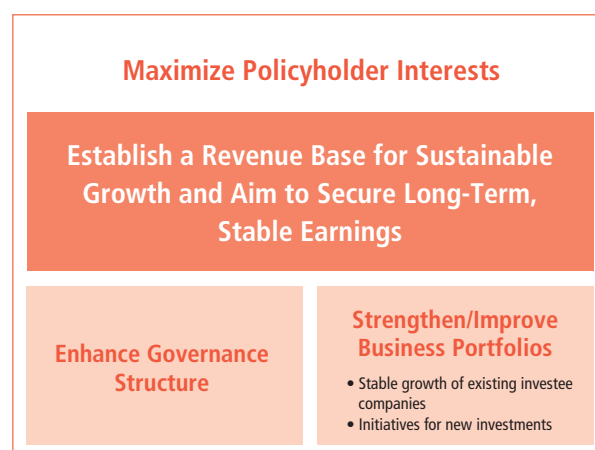 Maximize Policyholder Interests
Establish a Revenue Base for Sustainable
Growth and Aim to Secure Long-Term,
Stable Earnings
Enhance Governance
Structure
Strengthen/Improve
Business Portfolios
• Stable growth of existing investee
companies
• Initiatives for new investments